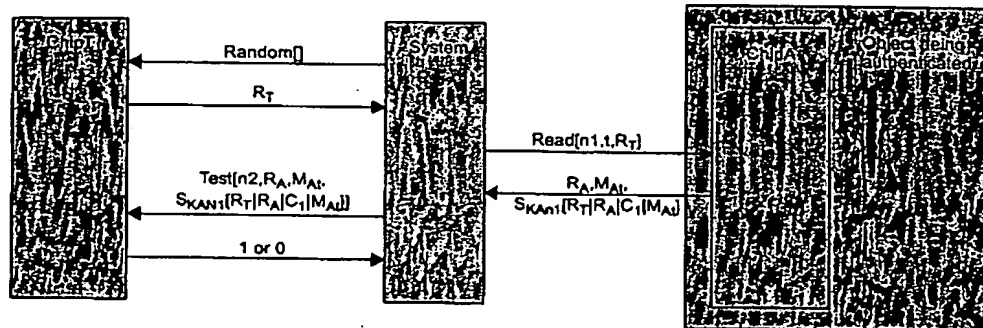 ChipT
System
ChipA
Object being
authenticated
Random[]
R_T
Read[n1,t,R_T]
R_A,M_At,
S_KAn1[R_T|R_A|C_1|M_At]
Test[n2,R_A,M_At,
S_KAN1[R_T|R_A|C_1|M_At]]
1 or 0